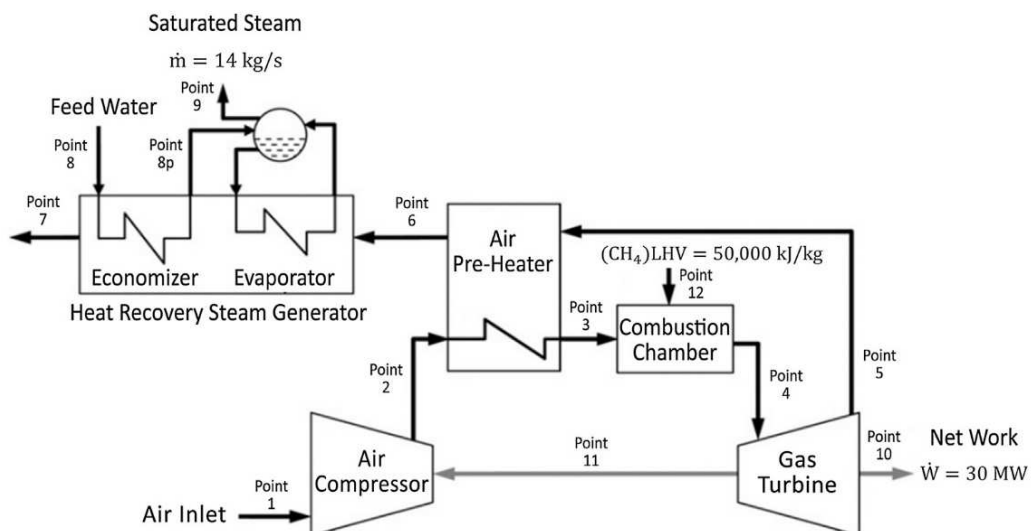 Saturated Steam
ṁ = 14 kg/s
Point
9
Feed Water
Point
8
Point
8p
Point
7
Economizer
Evaporator
Heat Recovery Steam Generator
Point
6
Air
Pre-Heater
(CH₄)LHV = 50,000 kJ/kg
Point
12
Point
3
Combustion
Chamber
Point
2
Point
4
Point
5
Air
Compressor
Point
11
Gas
Turbine
Point
10
Net Work
Ẇ = 30 MW
Air Inlet
Point
1